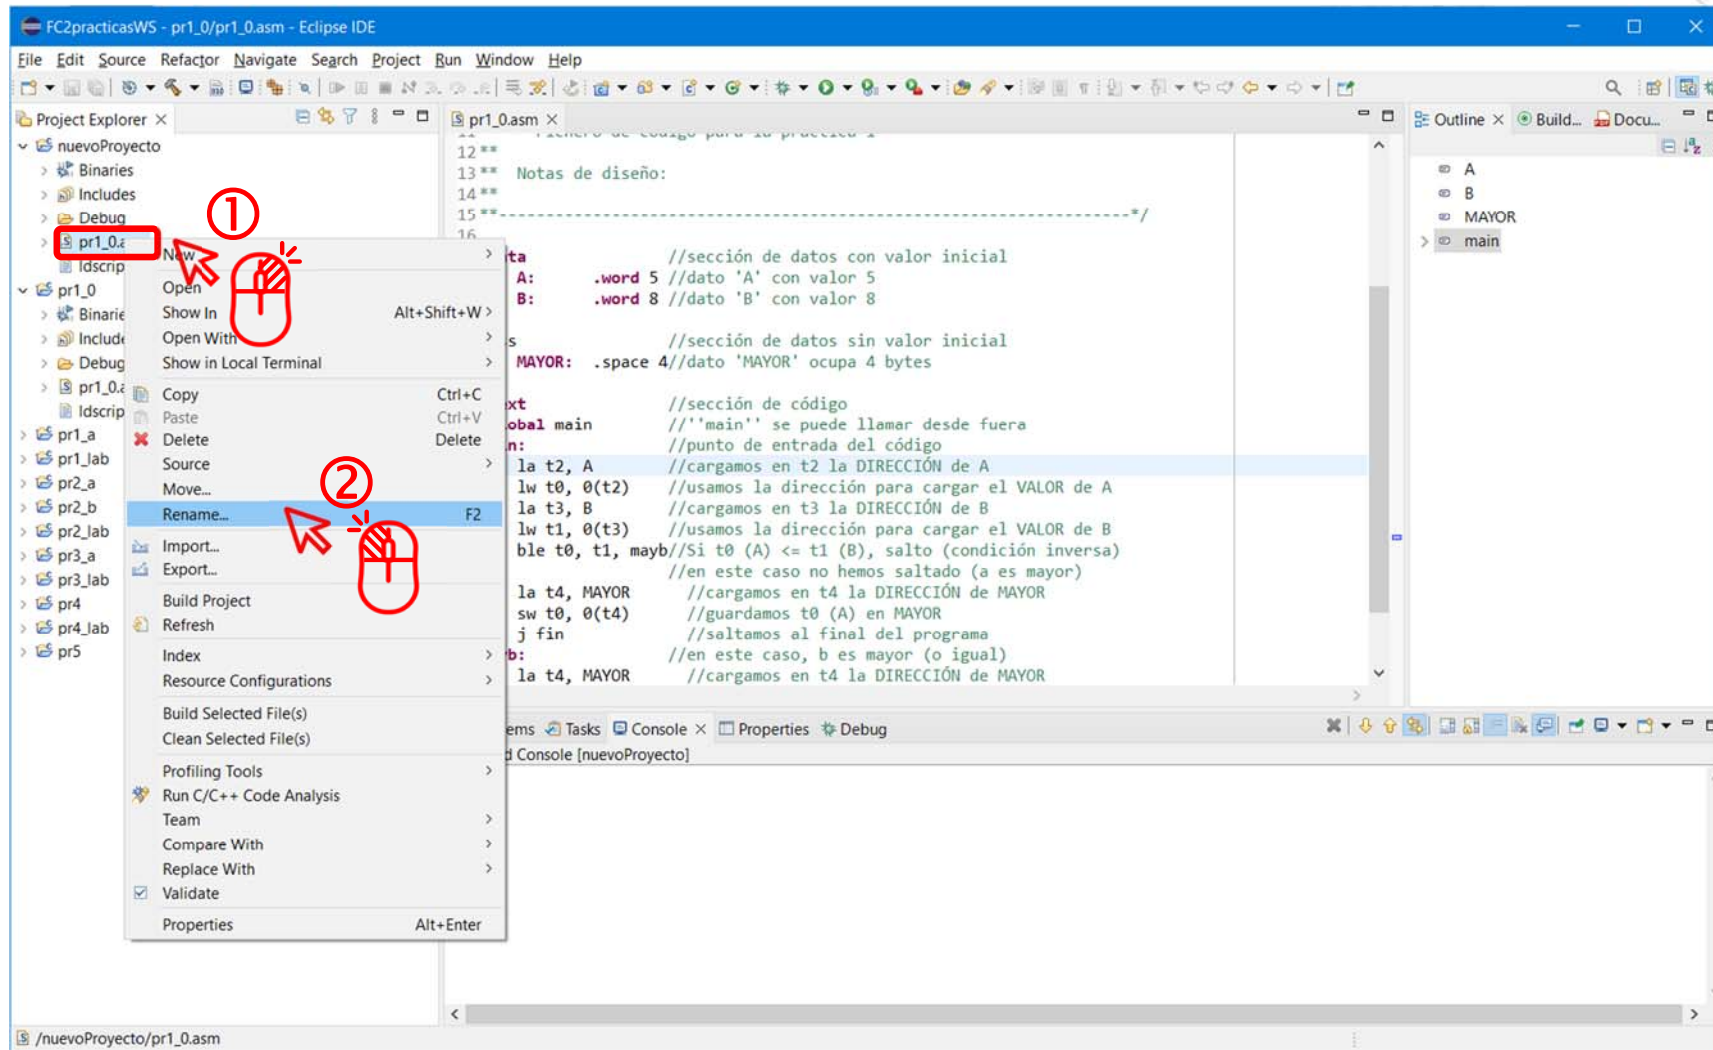 FC2practicasWS - pr1_0/pr1_0.asm - Eclipse IDE
File Edit Source Refactor Navigate Search Project Run Window Help
Project Explorer
nuevoProyecto
Binaries
Includes
Debug
pr1_0.a
ldscrip
pr1_0
Binarie
Include
Debug
pr1_0.a
ldscrip
pr1_a
pr1_lab
pr2_a
pr2_b
pr2_lab
pr3_a
pr3_lab
pr4
pr4_lab
pr5
①
②
New
Open
Show In Alt+Shift+W
Open With
Show in Local Terminal
Copy Ctrl+C
Paste Ctrl+V
Delete Delete
Source
Move...
Rename... F2
Import...
Export...
Build Project
Refresh
Index
Resource Configurations
Build Selected File(s)
Clean Selected File(s)
Profiling Tools
Run C/C++ Code Analysis
Team
Compare With
Replace With
Validate
Properties Alt+Enter
pr1_0.asm
12 **
13 ** Notas de diseño:
14 **
15 **-------------------------------------------------------------------*/
16
ta //sección de datos con valor inicial
A: .word 5 //dato 'A' con valor 5
B: .word 8 //dato 'B' con valor 8
s //sección de datos sin valor inicial
MAYOR: .space 4//dato 'MAYOR' ocupa 4 bytes
xt //sección de código
obal main //''main'' se puede llamar desde fuera
n: //punto de entrada del código
la t2, A //cargamos en t2 la DIRECCIÓN de A
lw t0, 0(t2) //usamos la dirección para cargar el VALOR de A
la t3, B //cargamos en t3 la DIRECCIÓN de B
lw t1, 0(t3) //usamos la dirección para cargar el VALOR de B
ble t0, t1, mayb//Si t0 (A) <= t1 (B), salto (condición inversa)
//en este caso no hemos saltado (a es mayor)
la t4, MAYOR //cargamos en t4 la DIRECCIÓN de MAYOR
sw t0, 0(t4) //guardamos t0 (A) en MAYOR
j fin //saltamos al final del programa
b: //en este caso, b es mayor (o igual)
la t4, MAYOR //cargamos en t4 la DIRECCIÓN de MAYOR
Outline Build... Docu...
A
B
MAYOR
main
ems Tasks Console Properties Debug
d Console [nuevoProyecto]
/nuevoProyecto/pr1_0.asm